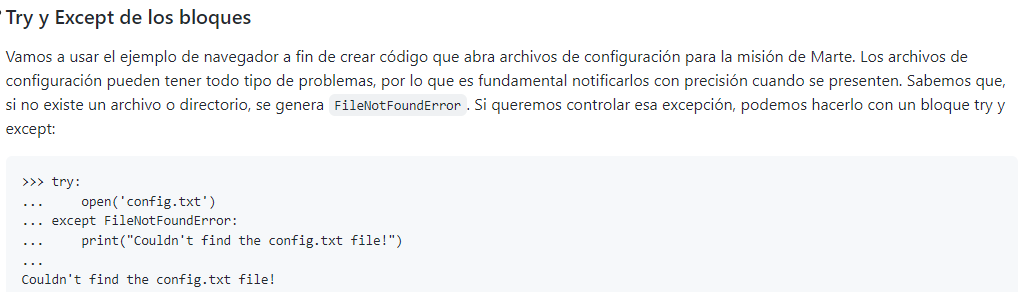 Try y Except de los bloques
Vamos a usar el ejemplo de navegador a fin de crear código que abra archivos de configuración para la misión de Marte. Los archivos de
configuración pueden tener todo tipo de problemas, por lo que es fundamental notificarlos con precisión cuando se presenten. Sabemos que,
si no existe un archivo o directorio, se genera FileNotFoundError. Si queremos controlar esa excepción, podemos hacerlo con un bloque try y
except:
>>> try:
...     open('config.txt')
... except FileNotFoundError:
...     print("Couldn't find the config.txt file!")
...
Couldn't find the config.txt file!